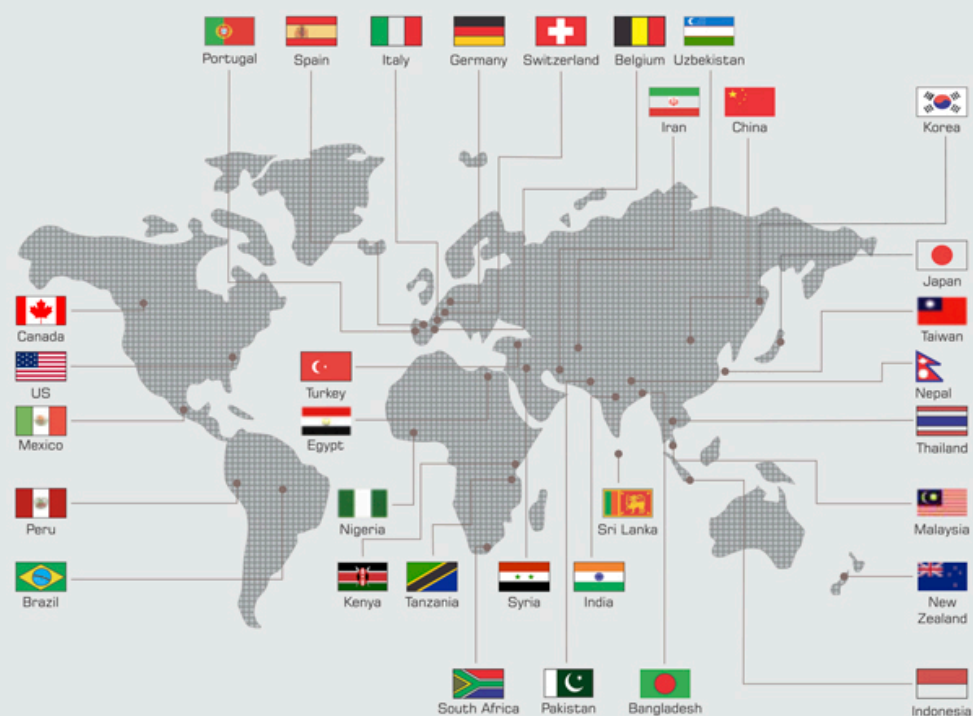 Portugal
Spain
Italy
Germany
Switzerland
Belgium
Uzbekistan
Iran
China
Korea
Japan
Canada
Taiwan
US
Turkey
Nepal
Mexico
Egypt
Thailand
Peru
Nigeria
Sri Lanka
Malaysia
Brazil
Kenya
Tanzania
Syria
India
New
Zealand
South Africa
Pakistan
Bangladesh
Indonesia